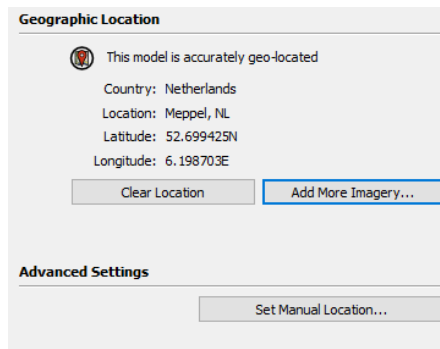 Geographic Location
This model is accurately geo-located
Country: Netherlands
Location: Meppel, NL
Latitude: 52.699425N
Longitude: 6.198703E
Clear Location Add More Imagery...
Advanced Settings
Set Manual Location...